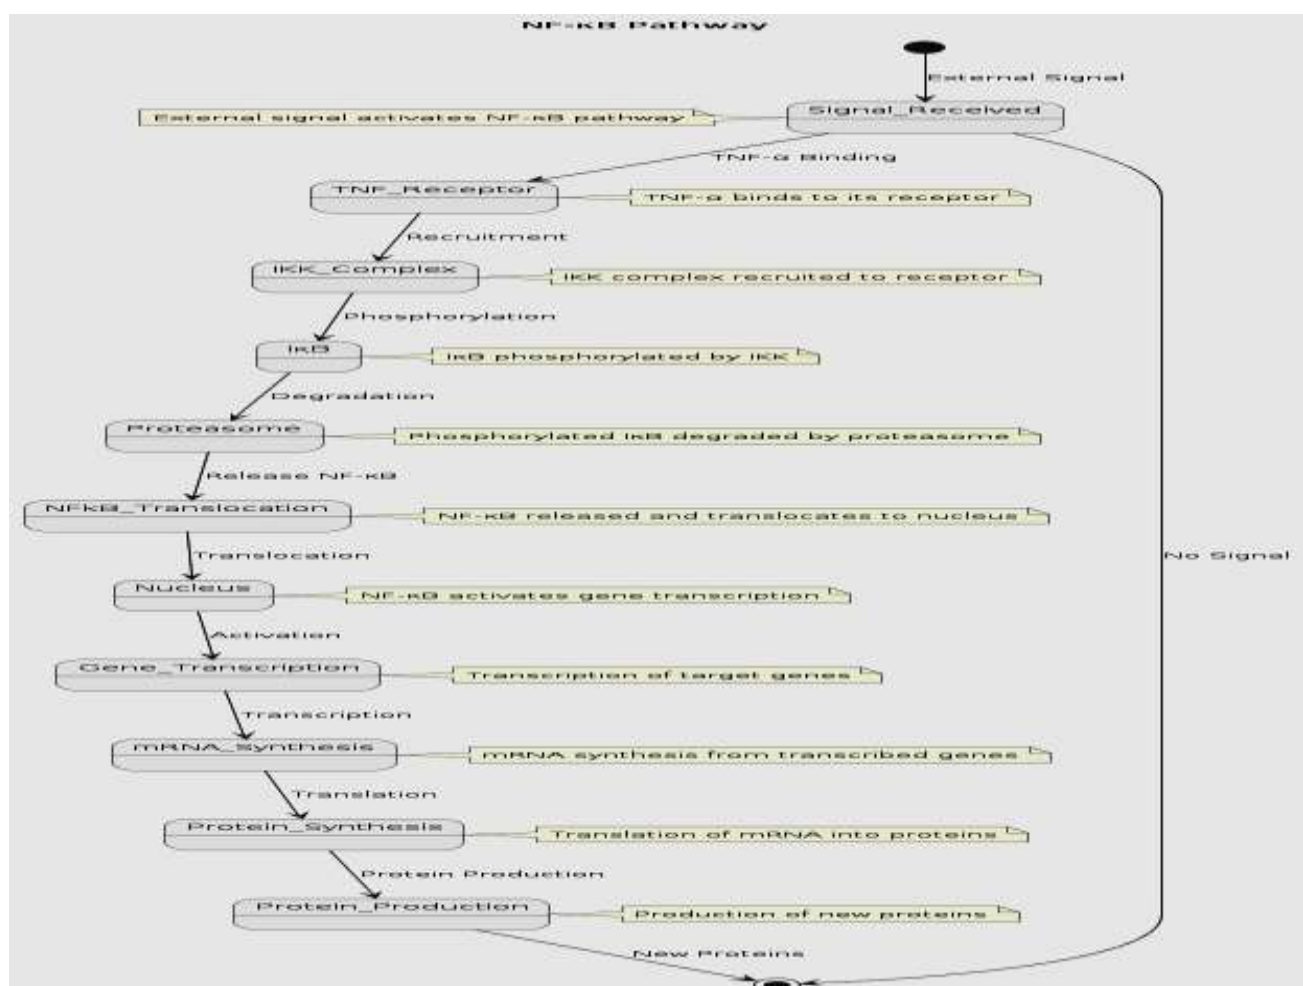 NF-κB Pathway
External Signal
Signal_Received
External signal activates NF-κB pathway
TNF-α Binding
TNF_Receptor
TNF-α binds to its receptor
Recruitment
IKK_Complex
IKK complex recruited to receptor
Phosphorylation
IκB
IκB phosphorylated by IKK
Degradation
Proteasome
Phosphorylated IκB degraded by proteasome
Release NF-κB
NFkB_Translocation
NF-κB released and translocates to nucleus
Translocation
No Signal
Nucleus
NF-κB activates gene transcription
Activation
Gene_Transcription
Transcription of target genes
Transcription
mRNA_Synthesis
mRNA synthesis from transcribed genes
Translation
Protein_Synthesis
Translation of mRNA into proteins
Protein Production
Protein_Production
Production of new proteins
New Proteins